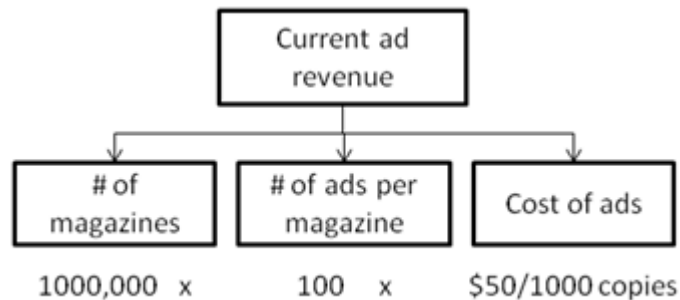 Current ad
revenue
# of
magazines
# of ads per
magazine
Cost of ads
1000,000 x
100 x
$50/1000 copies